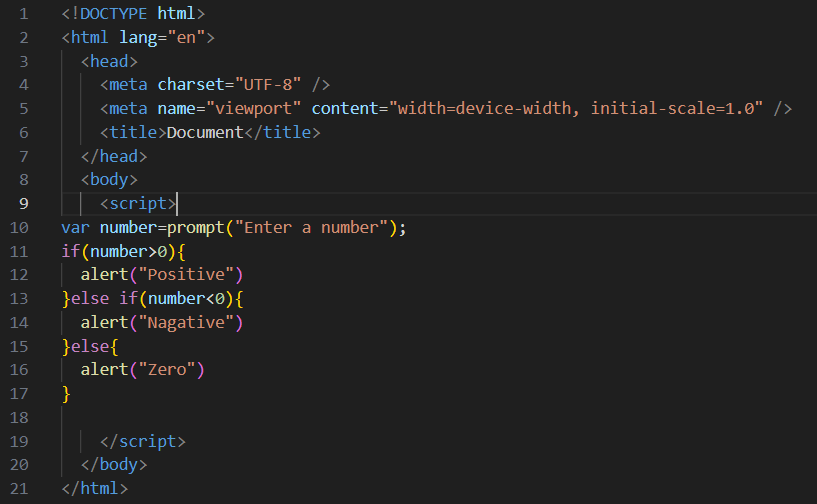 1 <!DOCTYPE html>
2 <html lang="en">
3   <head>
4     <meta charset="UTF-8" />
5     <meta name="viewport" content="width=device-width, initial-scale=1.0" />
6     <title>Document</title>
7   </head>
8   <body>
9     <script>
10 var number=prompt("Enter a number");
11 if(number>0){
12   alert("Positive")
13 }else if(number<0){
14   alert("Nagative")
15 }else{
16   alert("Zero")
17 }
18
19     </script>
20   </body>
21 </html>